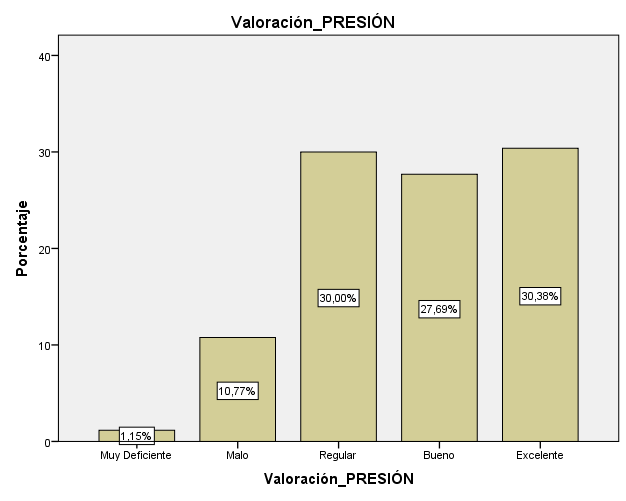 Valoración_PRESIÓN
40
30
20
10
0
Porcentaje
1,15%
10,77%
30,00%
27,69%
30,38%
Muy Deficiente
Malo
Regular
Bueno
Excelente
Valoración_PRESIÓN